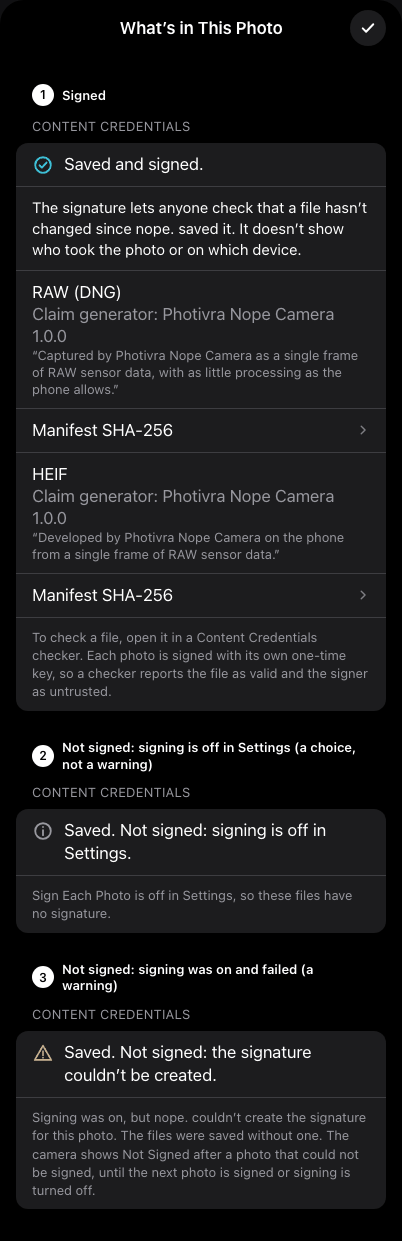 What's in This Photo
1 Signed
CONTENT CREDENTIALS
Saved and signed.
The signature lets anyone check that a file hasn't
changed since nope. saved it. It doesn't show
who took the photo or on which device.
RAW (DNG)
Claim generator: Photivra Nope Camera
1.0.0
“Captured by Photivra Nope Camera as a single frame
of RAW sensor data, with as little processing as the
phone allows.”
Manifest SHA-256
HEIF
Claim generator: Photivra Nope Camera
1.0.0
“Developed by Photivra Nope Camera on the phone
from a single frame of RAW sensor data.”
Manifest SHA-256
To check a file, open it in a Content Credentials
checker. Each photo is signed with its own one-time
key, so a checker reports the file as valid and the signer
as untrusted.
2 Not signed: signing is off in Settings (a choice,
not a warning)
CONTENT CREDENTIALS
Saved. Not signed: signing is off in
Settings.
Sign Each Photo is off in Settings, so these files have
no signature.
3 Not signed: signing was on and failed (a
warning)
CONTENT CREDENTIALS
Saved. Not signed: the signature
couldn't be created.
Signing was on, but nope. couldn't create the signature
for this photo. The files were saved without one. The
camera shows Not Signed after a photo that could not
be signed, until the next photo is signed or signing is
turned off.